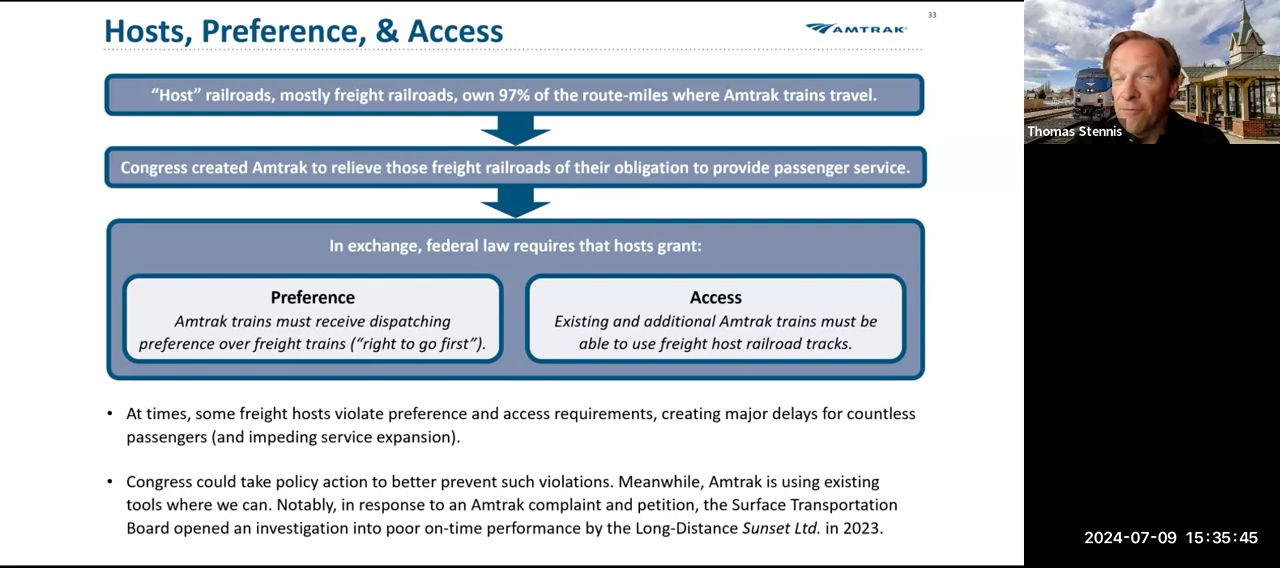 33
Hosts, Preference, & Access
AMTRAK
“Host” railroads, mostly freight railroads, own 97% of the route-miles where Amtrak trains travel.
Congress created Amtrak to relieve those freight railroads of their obligation to provide passenger service.
In exchange, federal law requires that hosts grant:
Preference
Amtrak trains must receive dispatching
preference over freight trains (“right to go first”).
Access
Existing and additional Amtrak trains must be
able to use freight host railroad tracks.
• At times, some freight hosts violate preference and access requirements, creating major delays for countless
passengers (and impeding service expansion).
• Congress could take policy action to better prevent such violations. Meanwhile, Amtrak is using existing
tools where we can. Notably, in response to an Amtrak complaint and petition, the Surface Transportation
Board opened an investigation into poor on-time performance by the Long-Distance Sunset Ltd. in 2023.
Thomas Stennis
2024-07-09 15:35:45